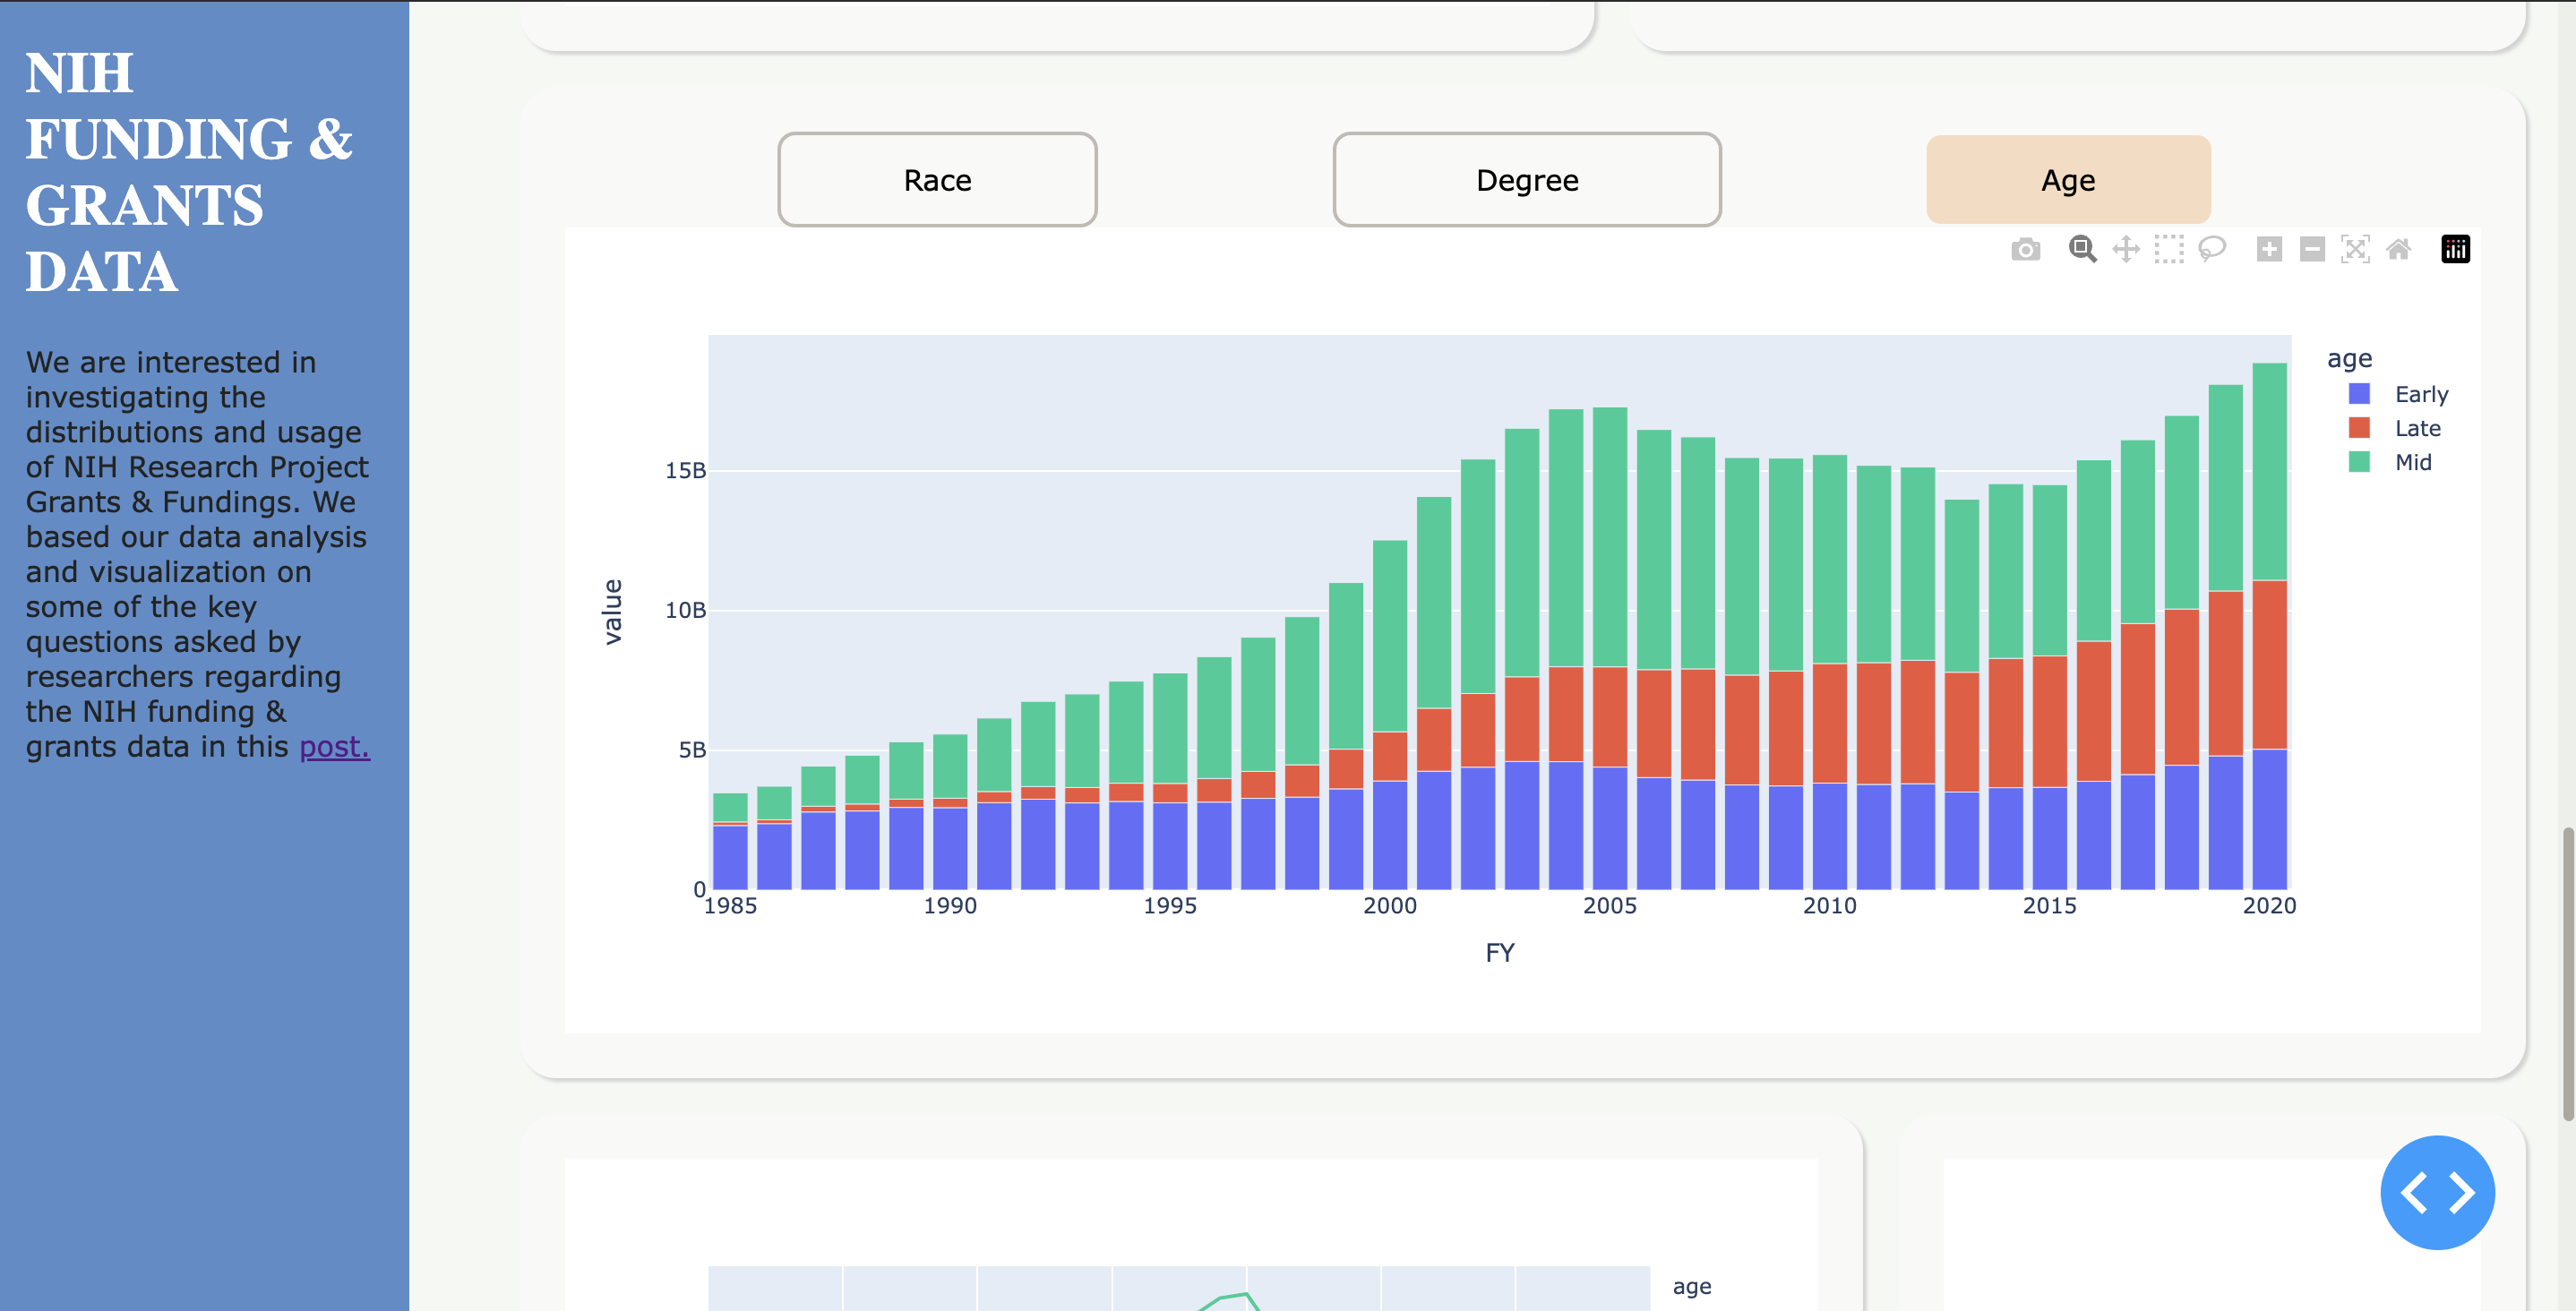 NIH
FUNDING &
GRANTS
DATA
We are interested in
investigating the
distributions and usage
of NIH Research Project
Grants & Fundings. We
based our data analysis
and visualization on
some of the key
questions asked by
researchers regarding
the NIH funding &
grants data in this post.
Race
Degree
Age
age
Early
Late
Mid
value
15B
10B
5B
0
1985
1990
1995
2000
2005
2010
2015
2020
FY
age